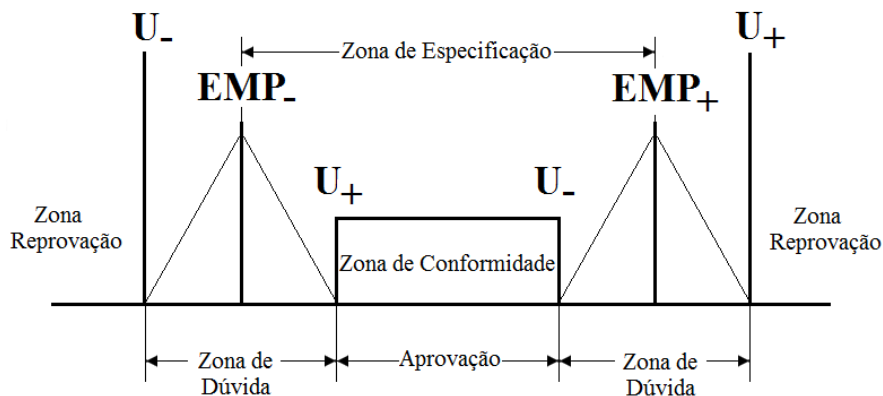 U-
U+
Zona de Especificação
EMP-
EMP+
U+
U-
Zona
Reprovação
Zona de Conformidade
Zona
Reprovação
Zona de
Dúvida
Aprovação
Zona de
Dúvida